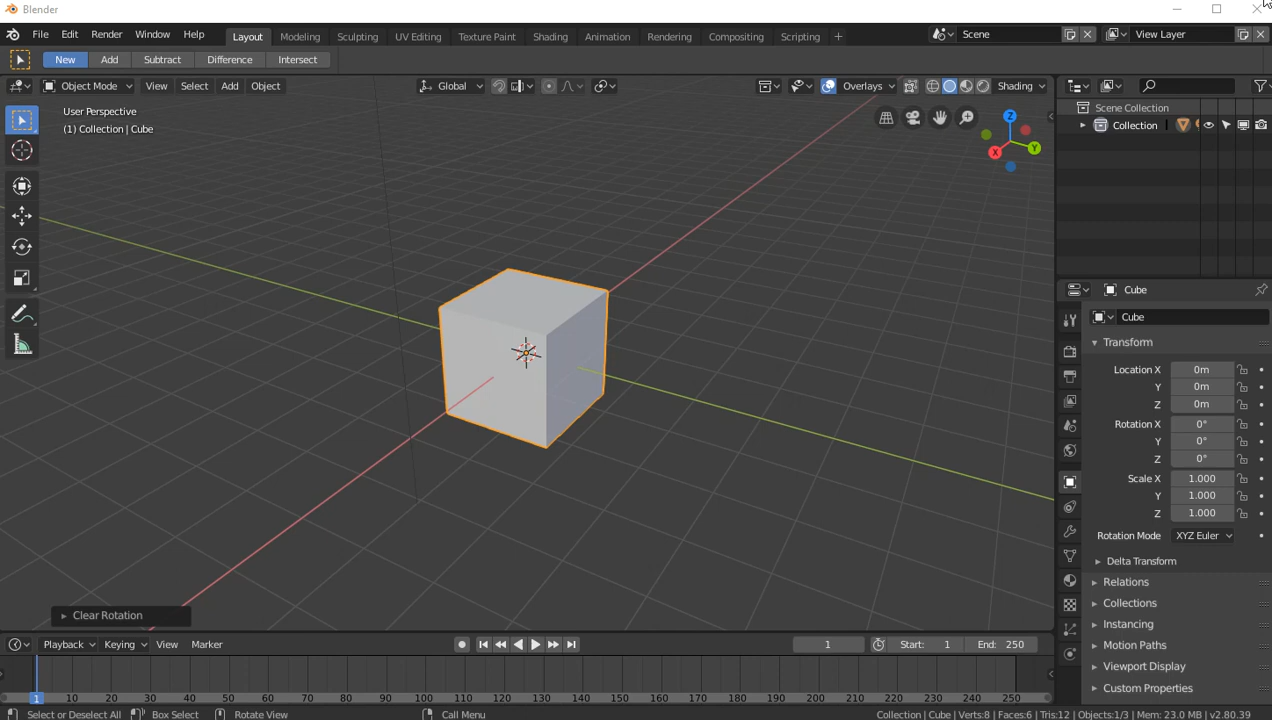 Blender
File Edit Render Window Help Layout Modeling Sculpting UV Editing Texture Paint Shading Animation Rendering Compositing Scripting + Scene View Layer
New Add Subtract Difference Intersect
Object Mode View Select Add Object Global Overlays Shading
User Perspective
(1) Collection | Cube
Z
Y
X
Scene Collection
Collection
Cube
Cube
Transform
Location X 0m
Y 0m
Z 0m
Rotation X 0°
Y 0°
Z 0°
Scale X 1.000
Y 1.000
Z 1.000
Rotation Mode XYZ Euler
Delta Transform
Relations
Collections
Instancing
Motion Paths
Viewport Display
Custom Properties
Clear Rotation
Playback Keying View Marker 1 Start: 1 End: 250
1 10 20 30 40 50 60 70 80 90 100 110 120 130 140 150 160 170 180 190 200 210 220 230 240 250
Select or Deselect All Box Select Rotate View Call Menu Collection | Cube | Verts:8 | Faces:6 | Tris:12 | Objects:1/3 | Mem: 23.0 MB | v2.80.39